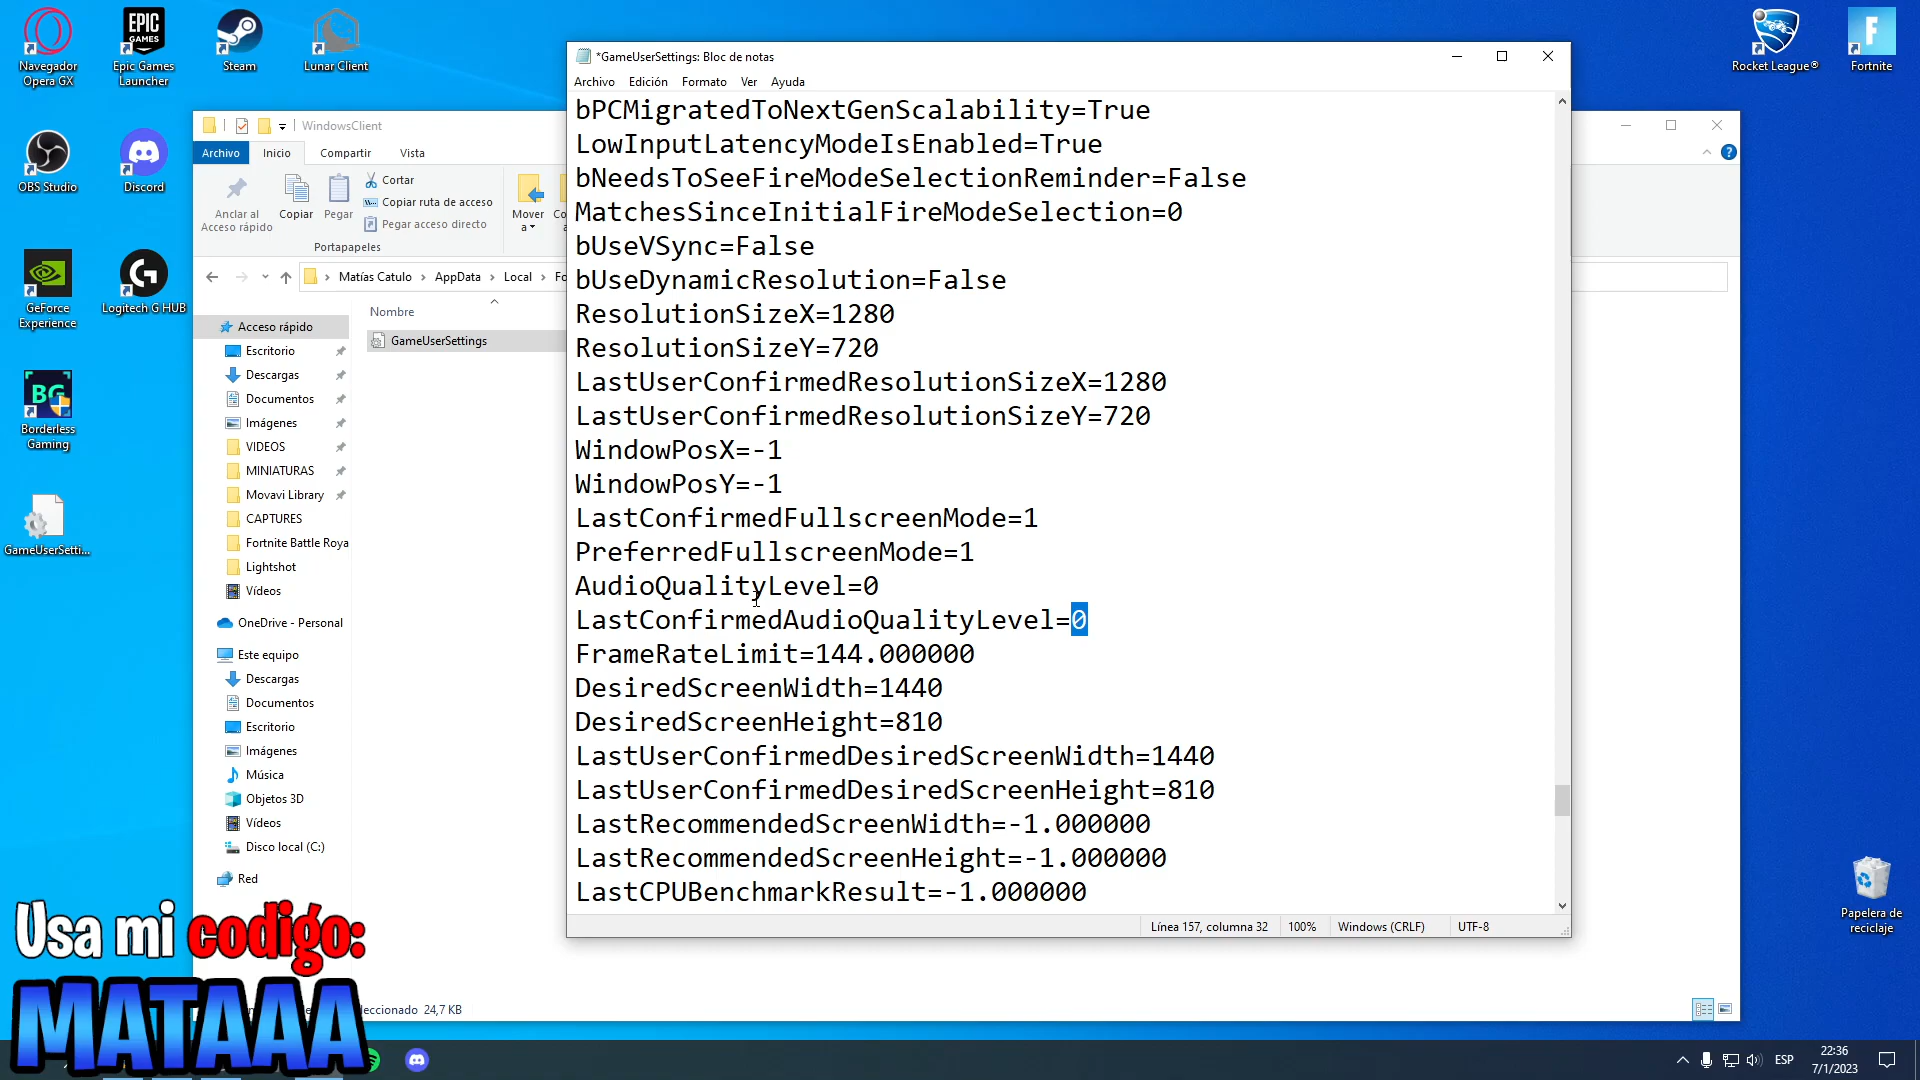 Navegador
Opera GX
Epic Games
Launcher
Steam
Lunar Client
OBS Studio
Discord
GeForce
Experience
Logitech G HUB
Borderless
Gaming
GameUserSetti...
Rocket League®
Fortnite
Papelera de
reciclaje
WindowsClient
Archivo
Inicio
Compartir
Vista
Anclar al
Acceso rápido
Copiar
Pegar
Cortar
Copiar ruta de acceso
Pegar acceso directo
Portapapeles
Mover
a
Matías Catulo
AppData
Local
Fo
Nombre
GameUserSettings
Acceso rápido
Escritorio
Descargas
Documentos
Imágenes
VIDEOS
MINIATURAS
Movavi Library
CAPTURES
Fortnite Battle Roya
Lightshot
Vídeos
OneDrive - Personal
Este equipo
Descargas
Documentos
Escritorio
Imágenes
Música
Objetos 3D
Vídeos
Disco local (C:)
Red
leccionado 24,7 KB
*GameUserSettings: Bloc de notas
Archivo Edición Formato Ver Ayuda
bPCMigratedToNextGenScalability=True
LowInputLatencyModeIsEnabled=True
bNeedsToSeeFireModeSelectionReminder=False
MatchesSinceInitialFireModeSelection=0
bUseVSync=False
bUseDynamicResolution=False
ResolutionSizeX=1280
ResolutionSizeY=720
LastUserConfirmedResolutionSizeX=1280
LastUserConfirmedResolutionSizeY=720
WindowPosX=-1
WindowPosY=-1
LastConfirmedFullscreenMode=1
PreferredFullscreenMode=1
AudioQualityLevel=0
LastConfirmedAudioQualityLevel=0
FrameRateLimit=144.000000
DesiredScreenWidth=1440
DesiredScreenHeight=810
LastUserConfirmedDesiredScreenWidth=1440
LastUserConfirmedDesiredScreenHeight=810
LastRecommendedScreenWidth=-1.000000
LastRecommendedScreenHeight=-1.000000
LastCPUBenchmarkResult=-1.000000
Línea 157, columna 32
100%
Windows (CRLF)
UTF-8
Usa mi codigo:
MATAAA
ESP
22:36
7/1/2023